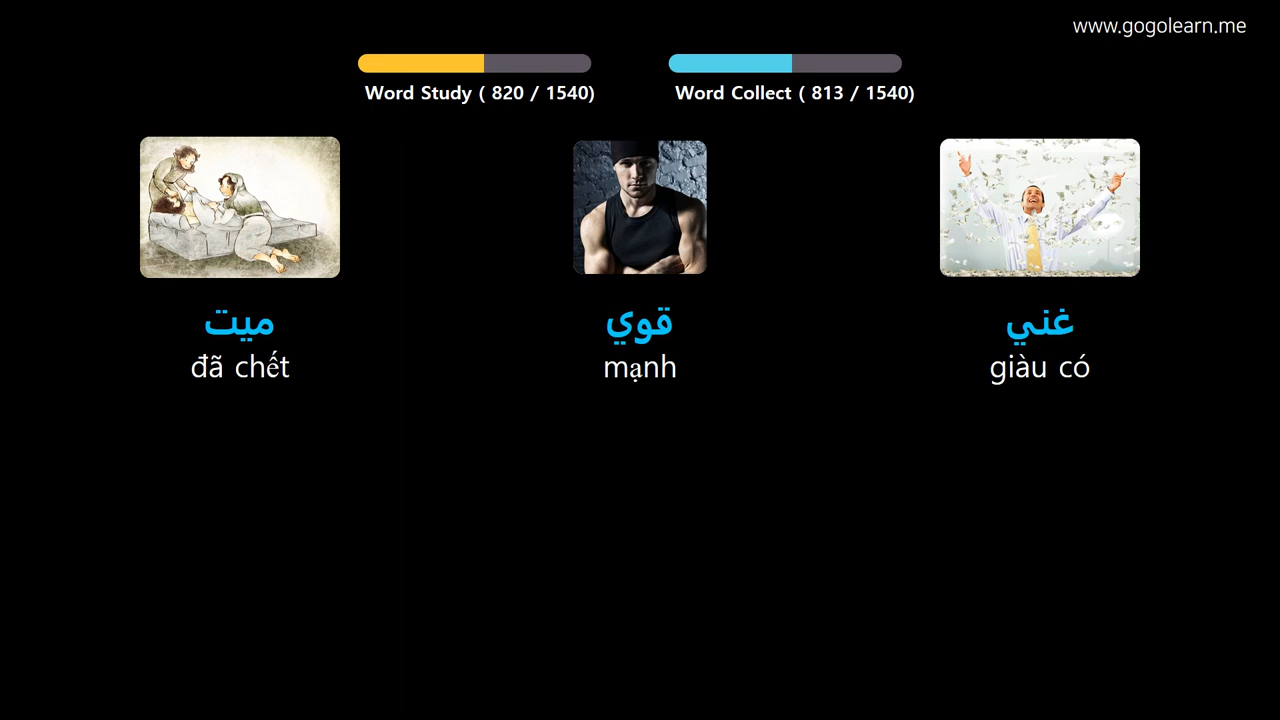 www.gogolearn.me
Word Study ( 820 / 1540)
Word Collect ( 813 / 1540)
ميت
đã chết
قوي
mạnh
غني
giàu có